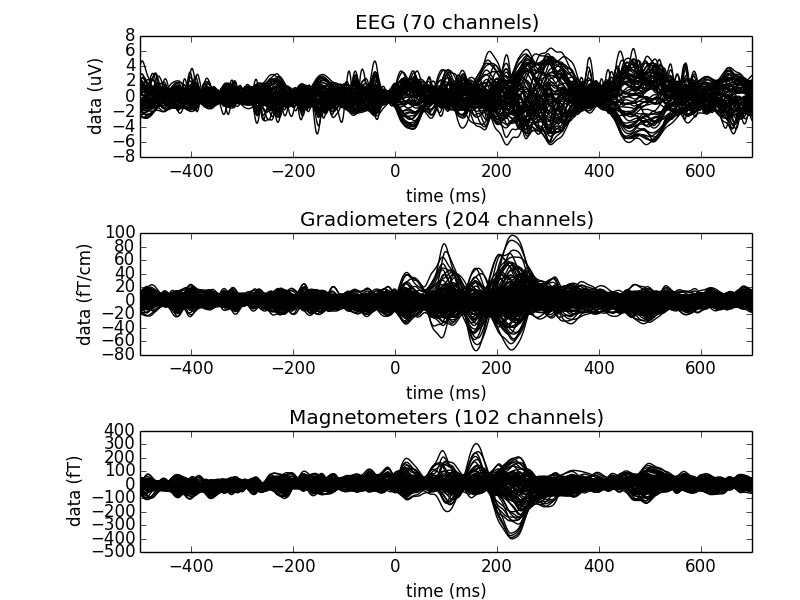 EEG (70 channels)
8
6
4
2
0
−2
−4
−6
−8
data (uV)
−400 −200 0 200 400 600
time (ms)
Gradiometers (204 channels)
100
80
60
40
20
0
−20
−40
−60
−80
data (fT/cm)
−400 −200 0 200 400 600
time (ms)
Magnetometers (102 channels)
400
300
200
100
0
−100
−200
−300
−400
−500
data (fT)
−400 −200 0 200 400 600
time (ms)